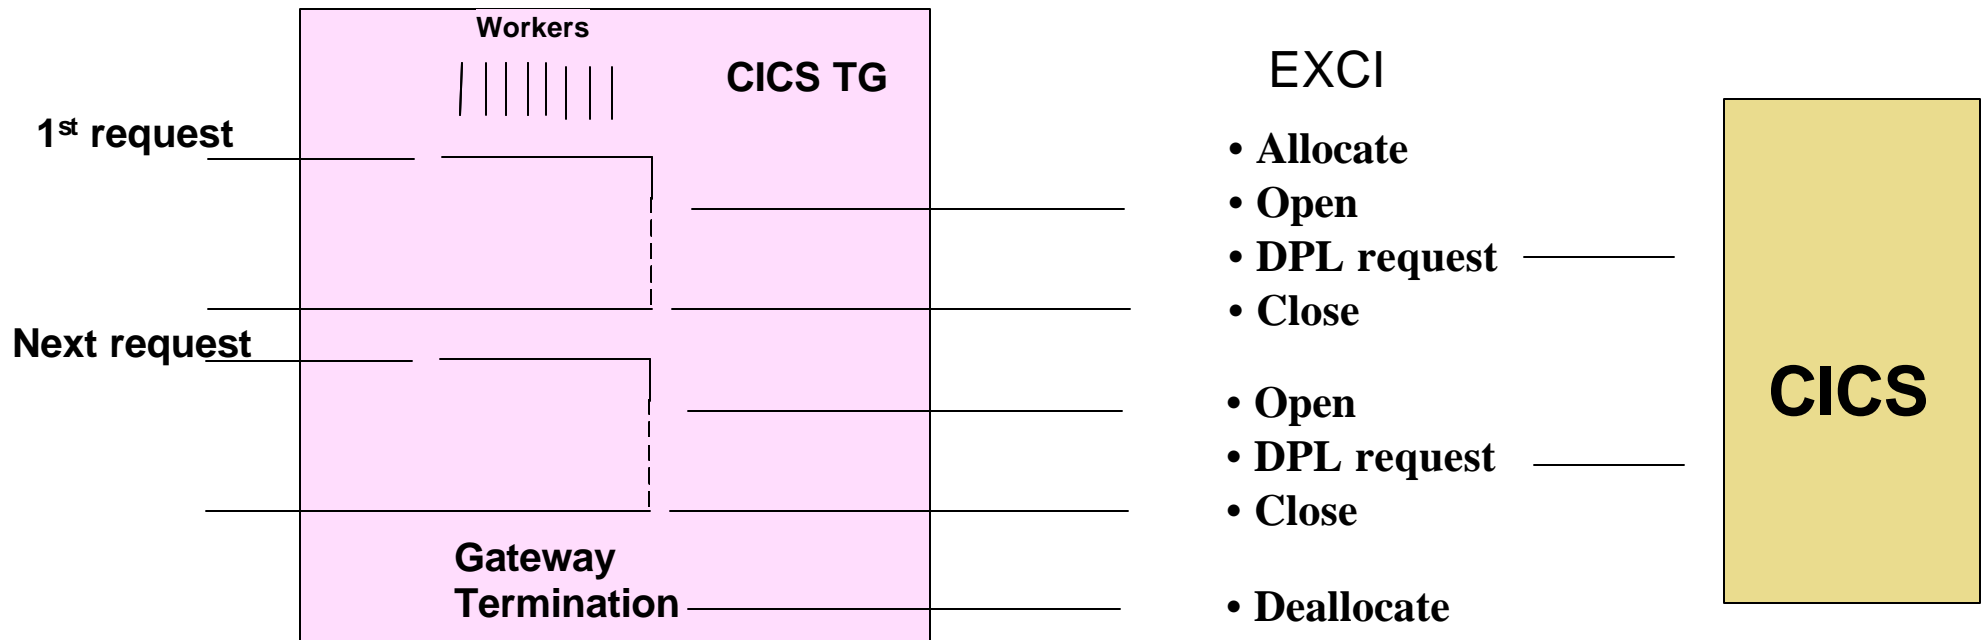 Workers
CICS TG
EXCI
1st request
• Allocate
• Open
• DPL request
• Close
Next request
CICS
• Open
• DPL request
• Close
Gateway
Termination
• Deallocate